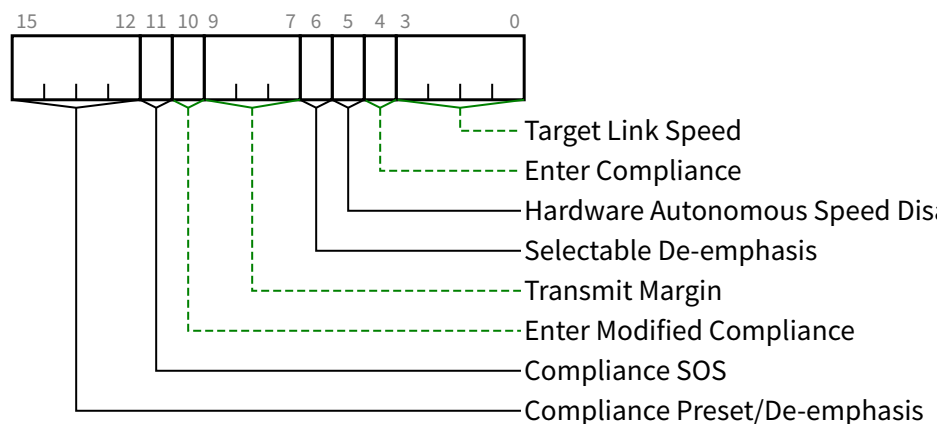 15 12 11 10 9 7 6 5 4 3 0
Target Link Speed
Enter Compliance
Hardware Autonomous Speed
Selectable De-emphasis
Transmit Margin
Enter Modified Compliance
Compliance SOS
Compliance Preset/De-emphasis